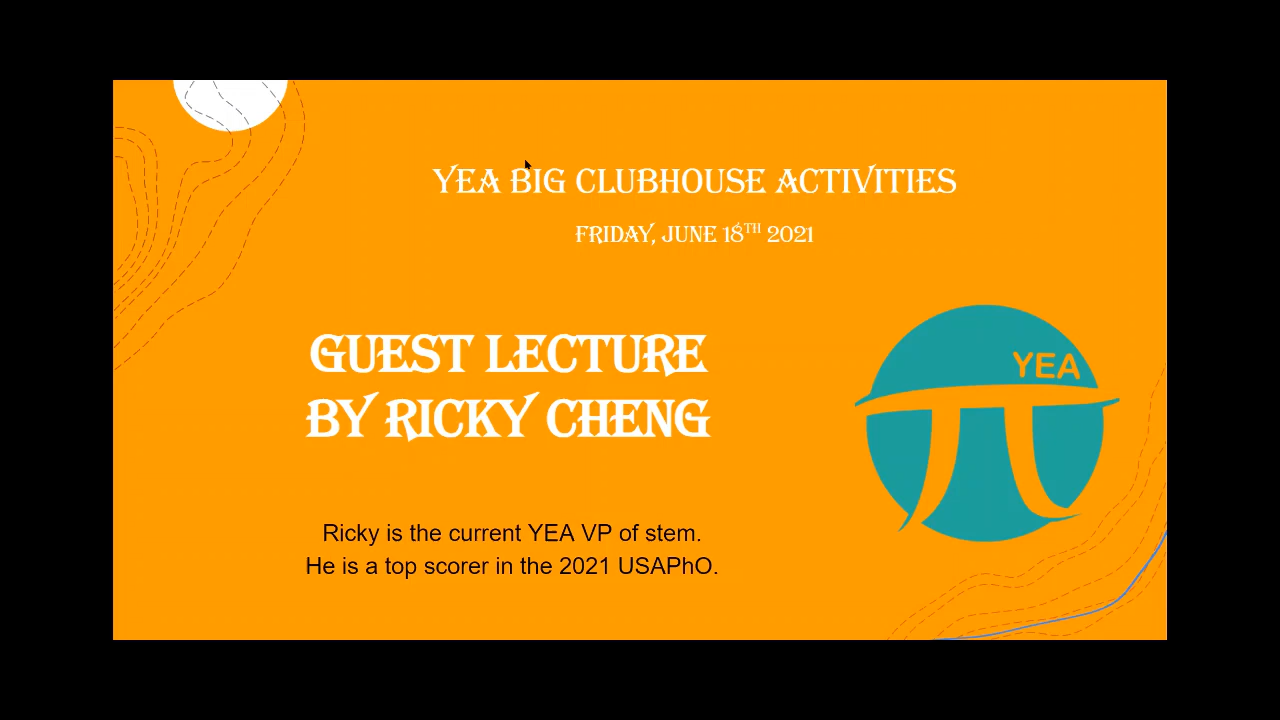 YEA BIG CLUBHOUSE ACTIVITIES
FRIDAY, JUNE 18TH 2021
GUEST LECTURE
BY RICKY CHENG
YEA
Ricky is the current YEA VP of stem.
He is a top scorer in the 2021 USAPhO.